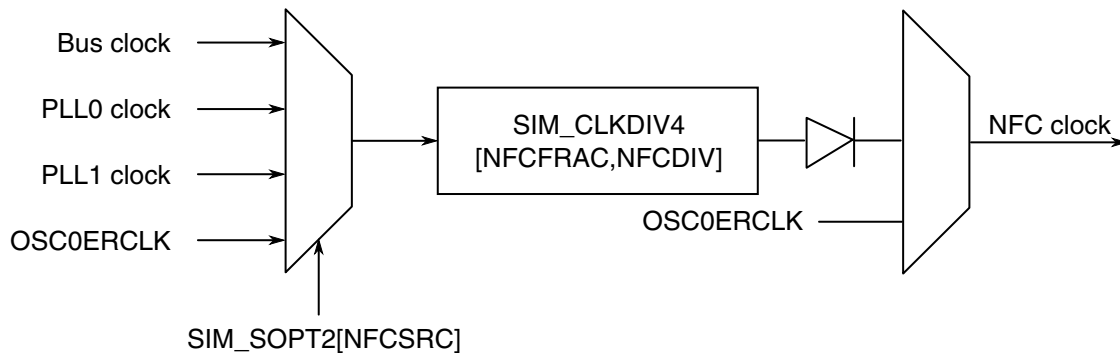 Bus clock
PLL0 clock
PLL1 clock
OSC0ERCLK
SIM_SOPT2[NFCSRC]
SIM_CLKDIV4
[NFCFRAC,NFCDIV]
OSC0ERCLK
NFC clock